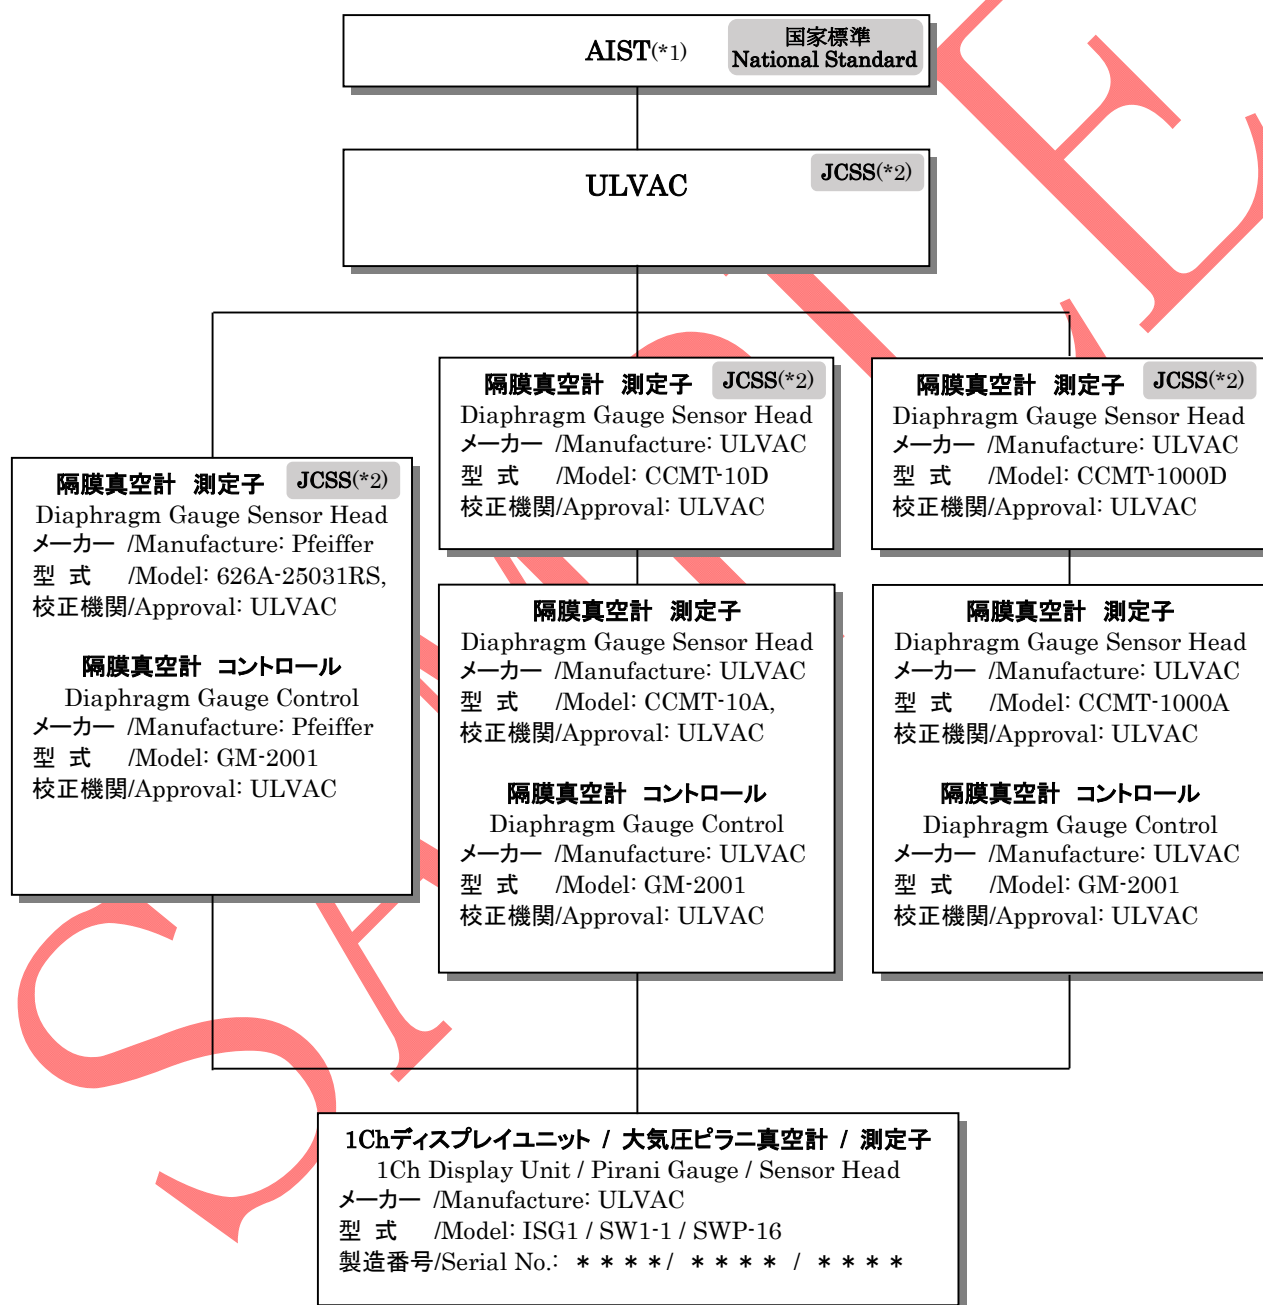 AIST(*1)
国家標準
National Standard
ULVAC
JCSS(*2)
隔膜真空計 測定子 JCSS(*2)
Diaphragm Gauge Sensor Head
メーカー /Manufacture: Pfeiffer
型 式 /Model: 626A-25031RS,
校正機関/Approval: ULVAC
隔膜真空計 コントロール
Diaphragm Gauge Control
メーカー /Manufacture: Pfeiffer
型 式 /Model: GM-2001
校正機関/Approval: ULVAC
隔膜真空計 測定子 JCSS(*2)
Diaphragm Gauge Sensor Head
メーカー /Manufacture: ULVAC
型 式 /Model: CCMT-10D
校正機関/Approval: ULVAC
隔膜真空計 測定子
Diaphragm Gauge Sensor Head
メーカー /Manufacture: ULVAC
型 式 /Model: CCMT-10A,
校正機関/Approval: ULVAC
隔膜真空計 コントロール
Diaphragm Gauge Control
メーカー /Manufacture: ULVAC
型 式 /Model: GM-2001
校正機関/Approval: ULVAC
隔膜真空計 測定子 JCSS(*2)
Diaphragm Gauge Sensor Head
メーカー /Manufacture: ULVAC
型 式 /Model: CCMT-1000D
校正機関/Approval: ULVAC
隔膜真空計 測定子
Diaphragm Gauge Sensor Head
メーカー /Manufacture: ULVAC
型 式 /Model: CCMT-1000A
校正機関/Approval: ULVAC
隔膜真空計 コントロール
Diaphragm Gauge Control
メーカー /Manufacture: ULVAC
型 式 /Model: GM-2001
校正機関/Approval: ULVAC
1Chディスプレイユニット / 大気圧ピラニ真空計 / 測定子
1Ch Display Unit / Pirani Gauge / Sensor Head
メーカー /Manufacture: ULVAC
型 式 /Model: ISG1 / SW1-1 / SWP-16
製造番号/Serial No.: ****/ **** / ****
SAMPLE